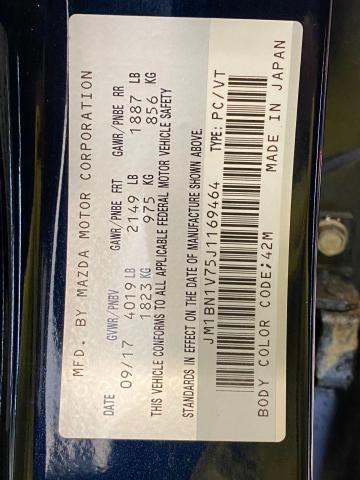 MFD. BY MAZDA MOTOR CORPORATION
DATE GVWR/PNBV GAWR/PNBE FRT GAWR/PNBE RR
09/17 4019 LB 2149 LB 1887 LB
1823 KG 975 KG 856 KG
THIS VEHICLE CONFORMS TO ALL APPLICABLE FEDERAL MOTOR VEHICLE SAFETY
STANDARDS IN EFFECT ON THE DATE OF MANUFACTURE SHOWN ABOVE.
JM1BN1V75J1169464 TYPE: PC/VT
BODY COLOR CODE:42M MADE IN JAPAN